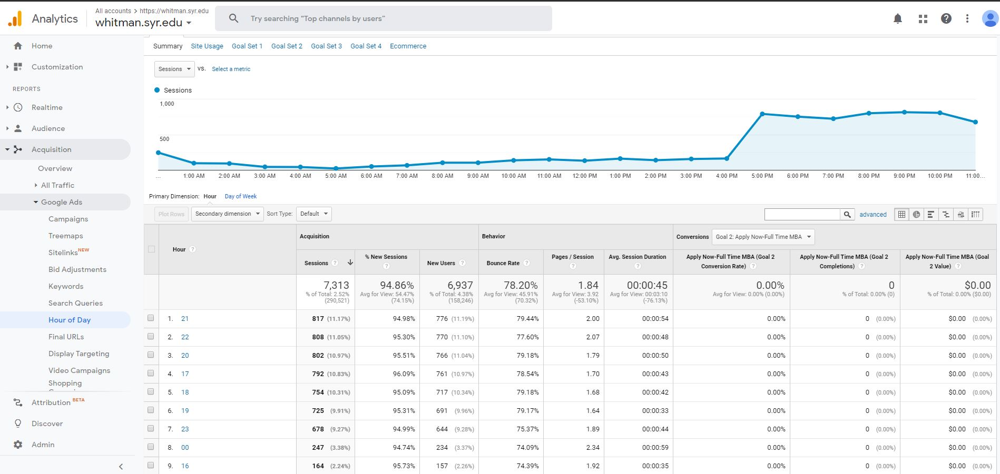 All accounts > https://whitman.syr.edu
Analytics
whitman.syr.edu
Try searching “Top channels by users”
Home
Customization
REPORTS
Realtime
Audience
Acquisition
Overview
All Traffic
Google Ads
Campaigns
Treemaps
Sitelinks NEW
Bid Adjustments
Keywords
Search Queries
Hour of Day
Final URLs
Display Targeting
Video Campaigns
Shopping
Attribution BETA
Discover
Admin
Summary Site Usage Goal Set 1 Goal Set 2 Goal Set 3 Goal Set 4 Ecommerce
Sessions vs. Select a metric
Sessions
1,000
500
... 1:00 AM 2:00 AM 3:00 AM 4:00 AM 5:00 AM 6:00 AM 7:00 AM 8:00 AM 9:00 AM 10:00 AM 11:00 AM 12:00 PM 1:00 PM 2:00 PM 3:00 PM 4:00 PM 5:00 PM 6:00 PM 7:00 PM 8:00 PM 9:00 PM 10:00 PM 11:00...
Primary Dimension: Hour Day of Week
Plot Rows Secondary dimension Sort Type: Default advanced
Hour ?
Acquisition Behavior Conversions Goal 2: Apply Now-Full Time MBA
Sessions ? % New Sessions ? New Users ? Bounce Rate ? Pages / Session ? Avg. Session Duration ? Apply Now-Full Time MBA (Goal 2 Conversion Rate) ? Apply Now-Full Time MBA (Goal 2 Completions) ? Apply Now-Full Time MBA (Goal 2 Value) ?
7,313 94.86% 6,937 78.20% 1.84 00:00:45 0.00% 0 $0.00
% of Total: 2.52% Avg for View: 54.47% % of Total: 4.38% Avg for View: 45.91% Avg for View: 3.92 Avg for View: 00:03:10 Avg for View: 0.00% (0.00%) % of Total: 0.00% (0) % of Total: 0.00% ($0.00)
(290,521) (74.15%) (158,246) (70.32%) (-53.10%) (-76.13%)
1. 21 817 (11.17%) 94.98% 776 (11.19%) 79.44% 2.00 00:00:54 0.00% 0 (0.00%) $0.00 (0.00%)
2. 22 808 (11.05%) 95.30% 770 (11.10%) 77.60% 2.07 00:00:48 0.00% 0 (0.00%) $0.00 (0.00%)
3. 20 802 (10.97%) 95.51% 766 (11.04%) 79.18% 1.79 00:00:50 0.00% 0 (0.00%) $0.00 (0.00%)
4. 17 792 (10.83%) 96.09% 761 (10.97%) 78.54% 1.70 00:00:43 0.00% 0 (0.00%) $0.00 (0.00%)
5. 18 754 (10.31%) 95.09% 717 (10.34%) 79.18% 1.68 00:00:42 0.00% 0 (0.00%) $0.00 (0.00%)
6. 19 725 (9.91%) 95.31% 691 (9.96%) 79.17% 1.64 00:00:33 0.00% 0 (0.00%) $0.00 (0.00%)
7. 23 678 (9.27%) 94.99% 644 (9.28%) 75.37% 1.89 00:00:44 0.00% 0 (0.00%) $0.00 (0.00%)
8. 00 247 (3.38%) 94.74% 234 (3.37%) 74.09% 2.34 00:00:59 0.00% 0 (0.00%) $0.00 (0.00%)
9. 16 164 (2.24%) 95.73% 157 (2.26%) 74.39% 1.92 00:00:35 0.00% 0 (0.00%) $0.00 (0.00%)